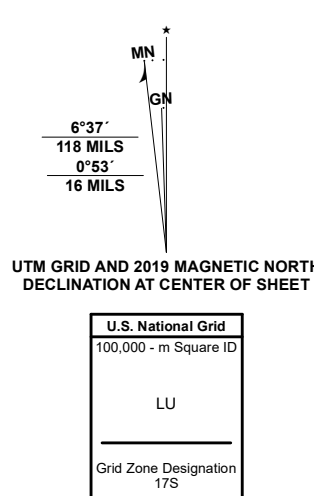 ★
MN
GN
6°37´
118 MILS
0°53´
16 MILS
UTM GRID AND 2019 MAGNETIC NORTH
DECLINATION AT CENTER OF SHEET
U.S. National Grid
100,000 - m Square ID
LU
Grid Zone Designation
17S